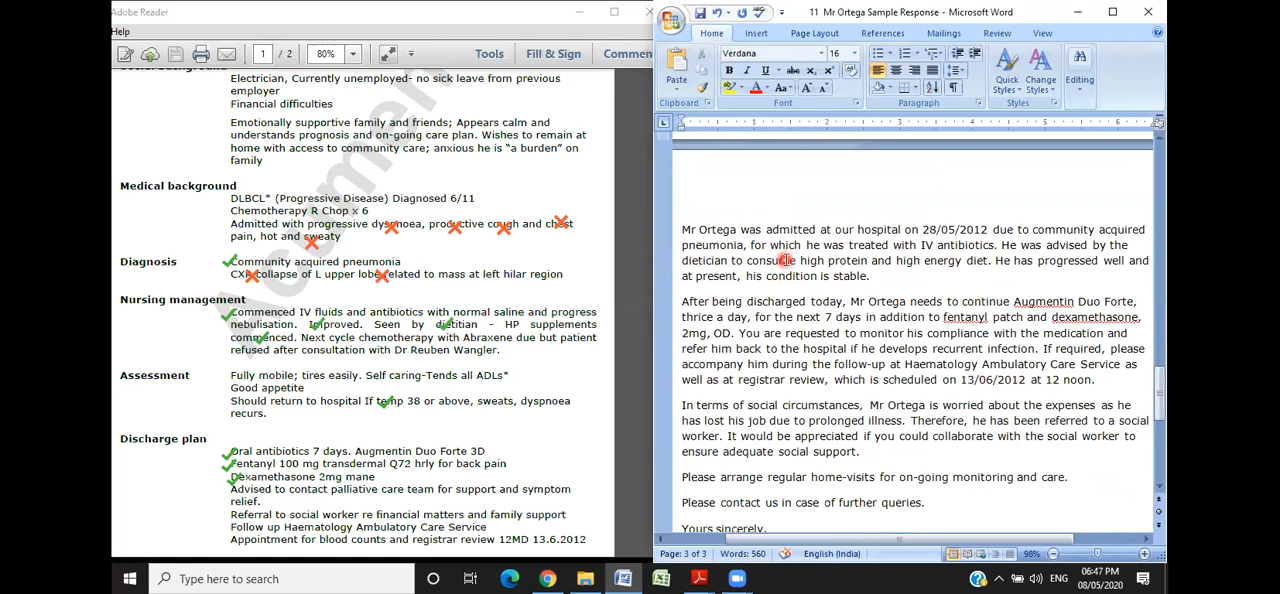 Adobe Reader
11 Mr Ortega Sample Response - Microsoft Word
Help
Home Insert Page Layout References Mailings Review View
1 / 2 80% Tools Fill & Sign Commen
Verdana 16
Paste Quick Styles Change Styles Editing
Clipboard Font Paragraph Styles
1 2 3 4 5 6
Electrician, Currently unemployed- no sick leave from previous
employer
Financial difficulties
Emotionally supportive family and friends; Appears calm and
understands prognosis and on-going care plan. Wishes to remain at
home with access to community care; anxious he is “a burden” on
family
Medical background
DLBCL* (Progressive Disease) Diagnosed 6/11
Chemotherapy R Chop x 6
Admitted with progressive dyspnoea, productive cough and chest
pain, hot and sweaty
Diagnosis Community acquired pneumonia
CXR collapse of L upper lobe related to mass at left hilar region
Nursing management
Commenced IV fluids and antibiotics with normal saline and progress
nebulisation. Improved. Seen by dietitian - HP supplements
commenced. Next cycle chemotherapy with Abraxene due but patient
refused after consultation with Dr Reuben Wangler.
Assessment Fully mobile; tires easily. Self caring-Tends all ADLs*
Good appetite
Should return to hospital If temp 38 or above, sweats, dyspnoea
recurs.
Discharge plan
Oral antibiotics 7 days. Augmentin Duo Forte 3D
Fentanyl 100 mg transdermal Q72 hrly for back pain
Dexamethasone 2mg mane
Advised to contact palliative care team for support and symptom
relief.
Referral to social worker re financial matters and family support
Follow up Haematology Ambulatory Care Service
Appointment for blood counts and registrar review 12MD 13.6.2012
Acumen
Mr Ortega was admitted at our hospital on 28/05/2012 due to community acquired
pneumonia, for which he was treated with IV antibiotics. He was advised by the
dietician to consume high protein and high energy diet. He has progressed well and
at present, his condition is stable.
After being discharged today, Mr Ortega needs to continue Augmentin Duo Forte,
thrice a day, for the next 7 days in addition to fentanyl patch and dexamethasone,
2mg, OD. You are requested to monitor his compliance with the medication and
refer him back to the hospital if he develops recurrent infection. If required, please
accompany him during the follow-up at Haematology Ambulatory Care Service as
well as at registrar review, which is scheduled on 13/06/2012 at 12 noon.
In terms of social circumstances, Mr Ortega is worried about the expenses as he
has lost his job due to prolonged illness. Therefore, he has been referred to a social
worker. It would be appreciated if you could collaborate with the social worker to
ensure adequate social support.
Please arrange regular home-visits for on-going monitoring and care.
Please contact us in case of further queries.
Yours sincerely,
Page: 3 of 3 Words: 560 English (India) 98%
Type here to search
ENG
06:47 PM
08/05/2020